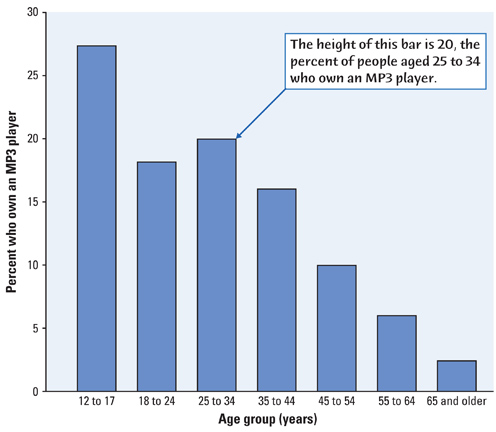 30
25
20
15
10
5
0
Percent who own an MP3 player
The height of this bar is 20, the
percent of people aged 25 to 34
who own an MP3 player.
12 to 17 18 to 24 25 to 34 35 to 44 45 to 54 55 to 64 65 and older
Age group (years)